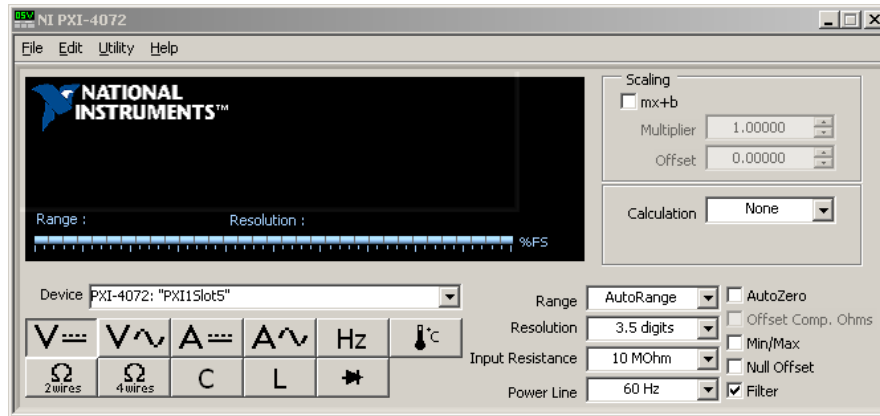 NI PXI-4072
File Edit Utility Help
NATIONAL
INSTRUMENTS™
Range :
Resolution :
%FS
Scaling
mx+b
Multiplier 1.00000
Offset 0.00000
Calculation None
Device PXI-4072: "PXI1Slot5"
V V A A Hz °C
Ω 2wires Ω 4wires C L
Range AutoRange
Resolution 3.5 digits
Input Resistance 10 MOhm
Power Line 60 Hz
AutoZero
Offset Comp. Ohms
Min/Max
Null Offset
Filter